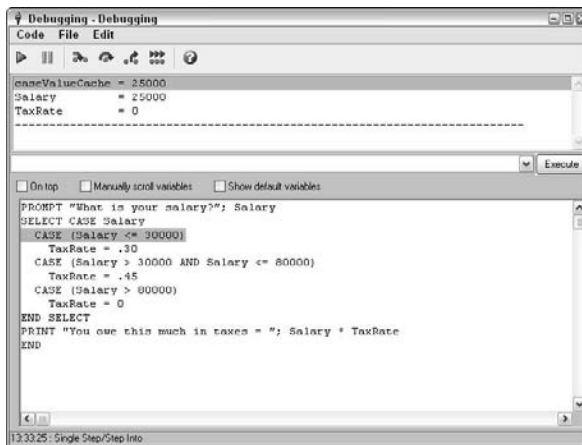 Debugging - Debugging
Code File Edit
caseValueCache = 25000
Salary = 25000
TaxRate = 0
--------------------------------------------------------------------------------
Execute
On top Manually scroll variables Show default variables
PROMPT "What is your salary?"; Salary
SELECT CASE Salary
CASE (Salary <= 30000)
TaxRate = .30
CASE (Salary > 30000 AND Salary <= 80000)
TaxRate = .45
CASE (Salary > 80000)
TaxRate = 0
END SELECT
PRINT "You owe this much in taxes = "; Salary * TaxRate
END
13:33:25 : Single Step/Step Into